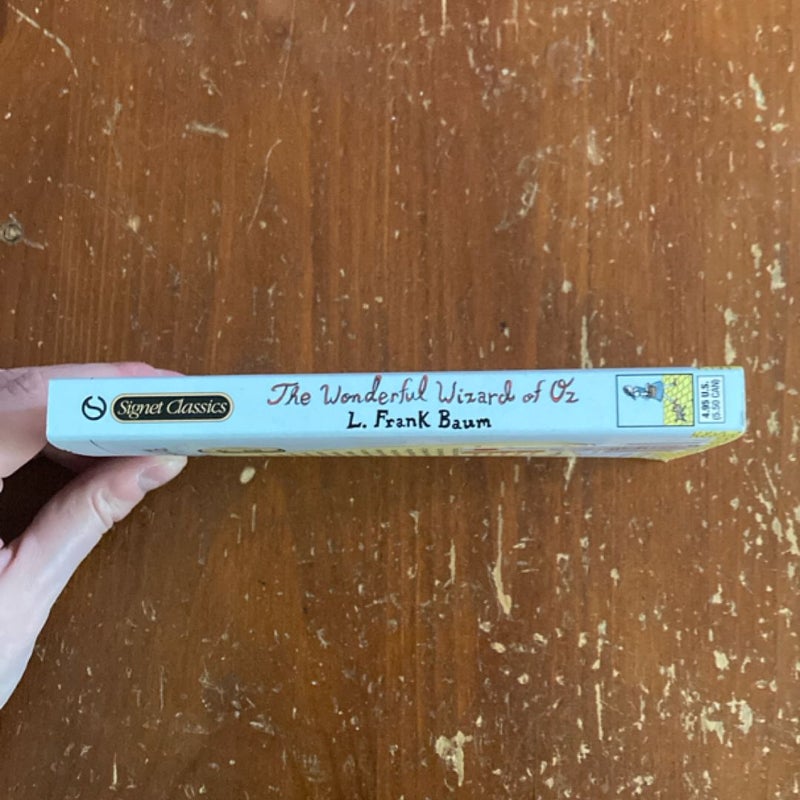 Signet Classics
The Wonderful Wizard of Oz
L. Frank Baum
4.95 U.S.
(5.50 CAN)